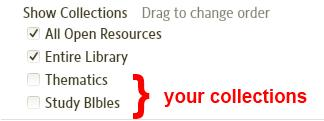 Show Collections Drag to change order
All Open Resources
Entire Library
Thematics
Study BIbles
your collections